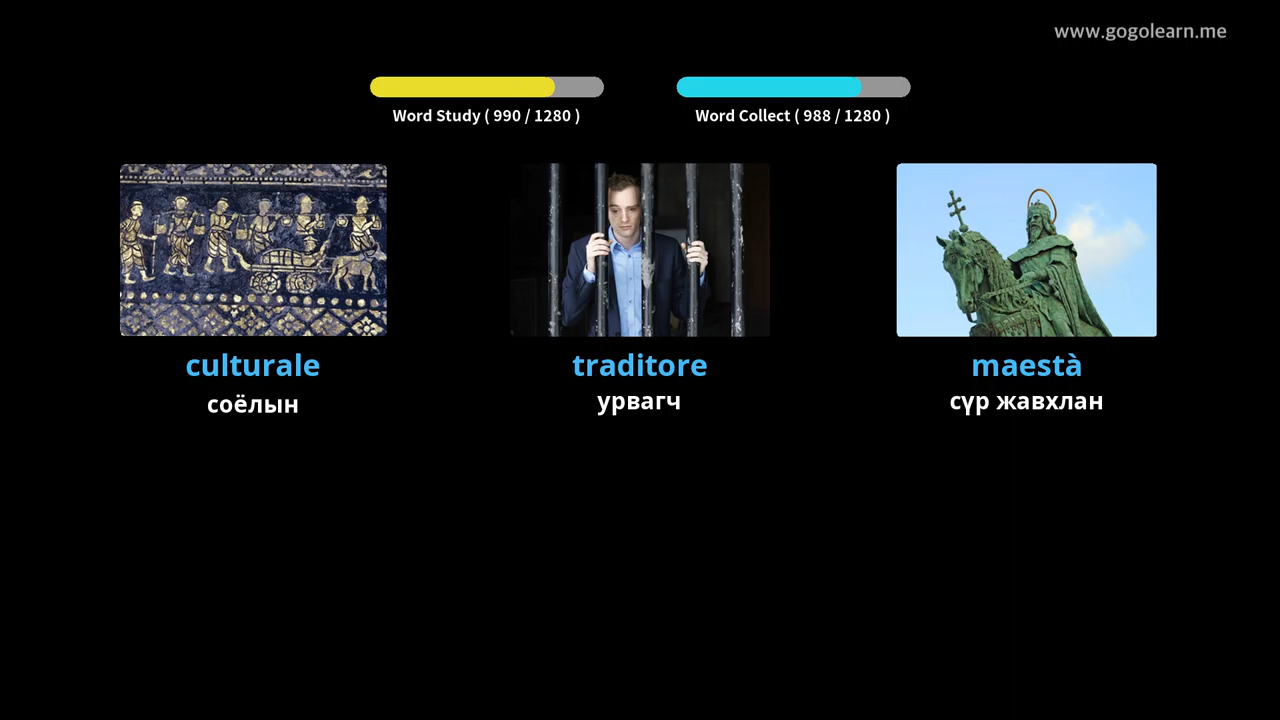 www.gogolearn.me
Word Study ( 990 / 1280 )
Word Collect ( 988 / 1280 )
culturale
traditore
maestà
соёлын
урвагч
сүр жавхлан